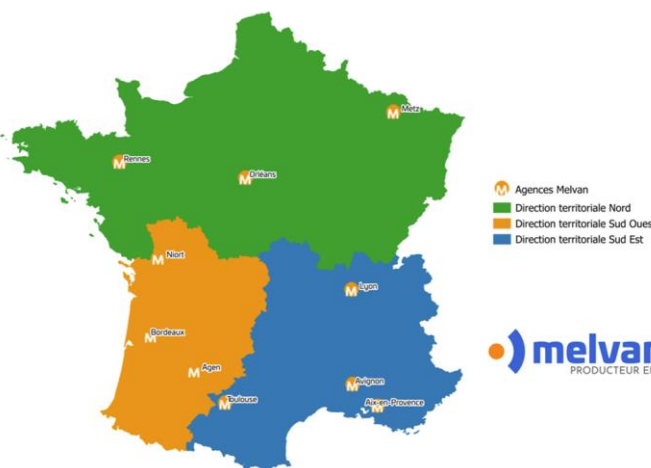 Metz
Rennes
Orléans
Agences Melvan
Direction territoriale Nord
Direction territoriale Sud Oues
Direction territoriale Sud Est
Niort
Lyon
Bordeaux
melvan
PRODUCTEUR
Agen
Avignon
Toulouse
Aix-en-Provence